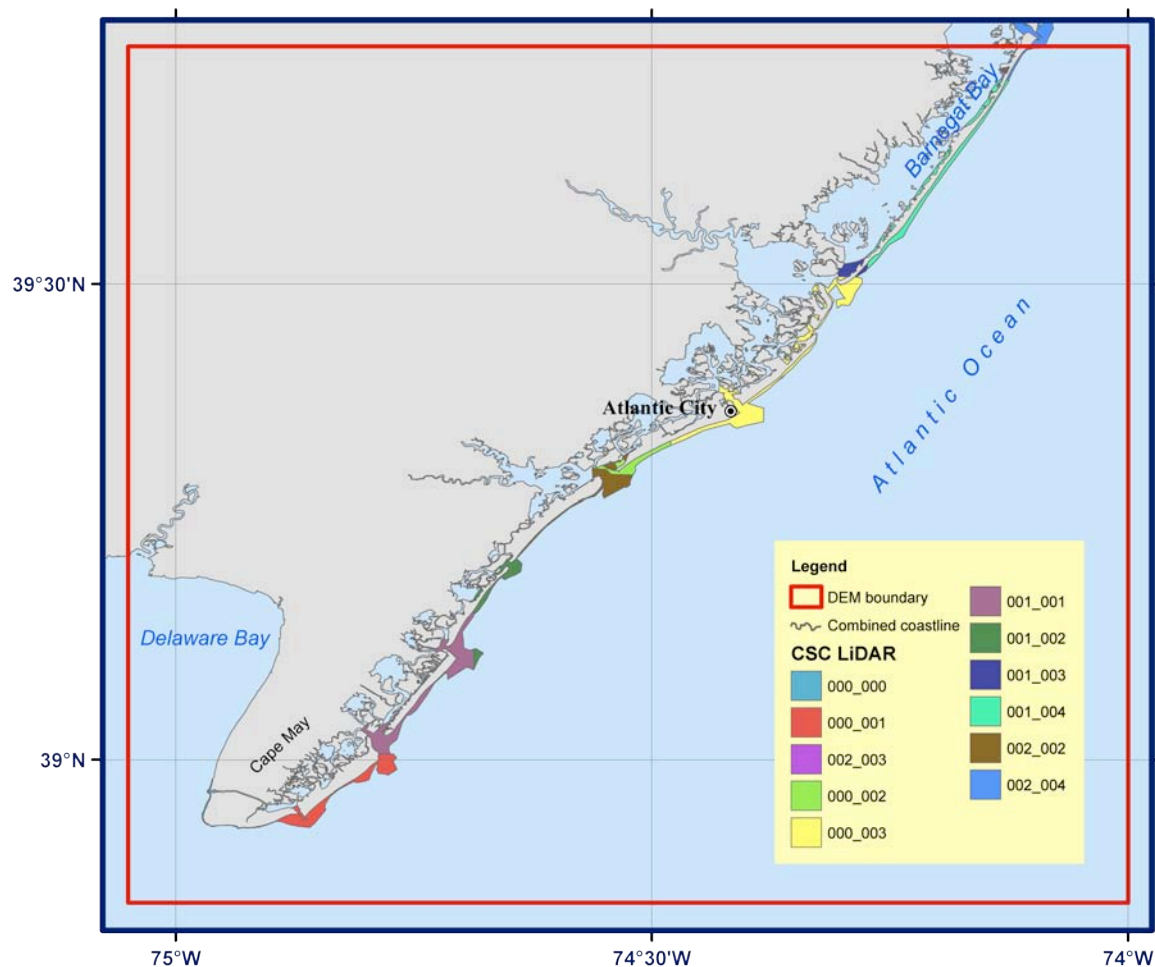 Barnegat Bay
39°30'N
Atlantic City
Atlantic Ocean
Delaware Bay
Cape May
39°N
Legend
DEM boundary
Combined coastline
CSC LiDAR
000_000
000_001
002_003
000_002
000_003
001_001
001_002
001_003
001_004
002_002
002_004
75°W
74°30'W
74°W